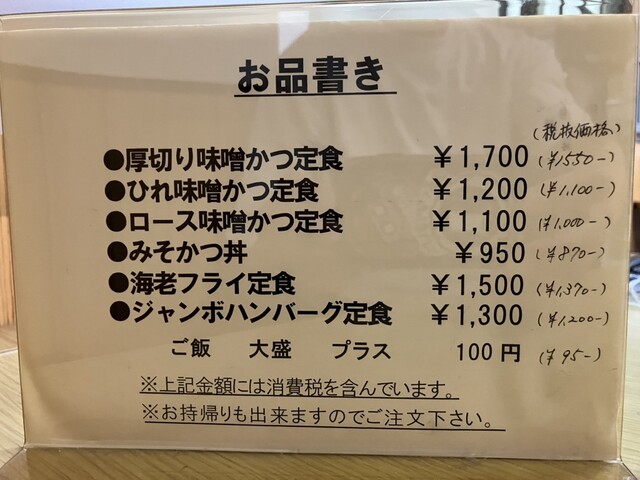 お品書き
(税抜価格)
●厚切り味噌かつ定食 ￥1,700 (¥1550-)
●ひれ味噌かつ定食 ￥1,200 (¥1,100-)
●ロース味噌かつ定食 ￥1,100 (¥1,000-)
●みそかつ丼 ￥950 (¥870-)
●海老フライ定食 ￥1,500 (¥1,370-)
●ジャンボハンバーグ定食 ￥1,300 (¥1,200-)
ご飯 大盛 プラス 100円 (¥95-)
※上記金額には消費税を含んでいます。
※お持帰りも出来ますのでご注文下さい。